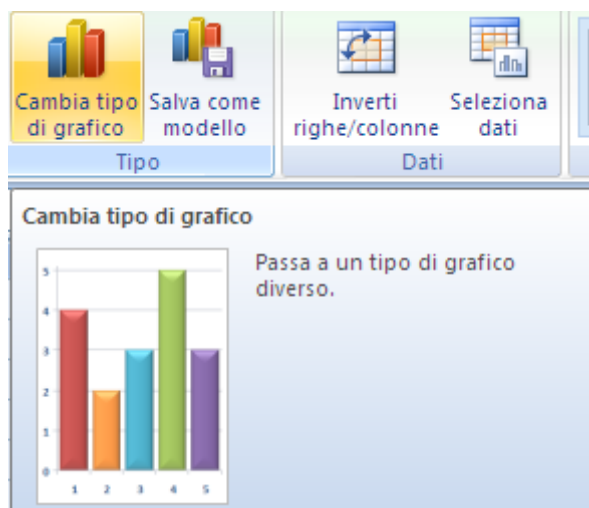 Cambia tipo
di grafico
Salva come
modello
Inverti
righe/colonne
Seleziona
dati
Tipo
Dati
Cambia tipo di grafico
Passa a un tipo di grafico
diverso.
5
4
3
2
1
0
1 2 3 4 5